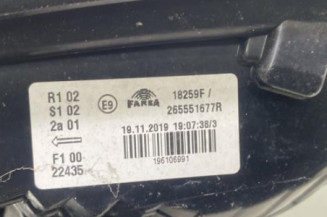 R1 02
S1 02
2a 01
F1 00
22435
E9
FARBA
18259F /
265551677R
19.11.2019 19:07:38/3
196106991